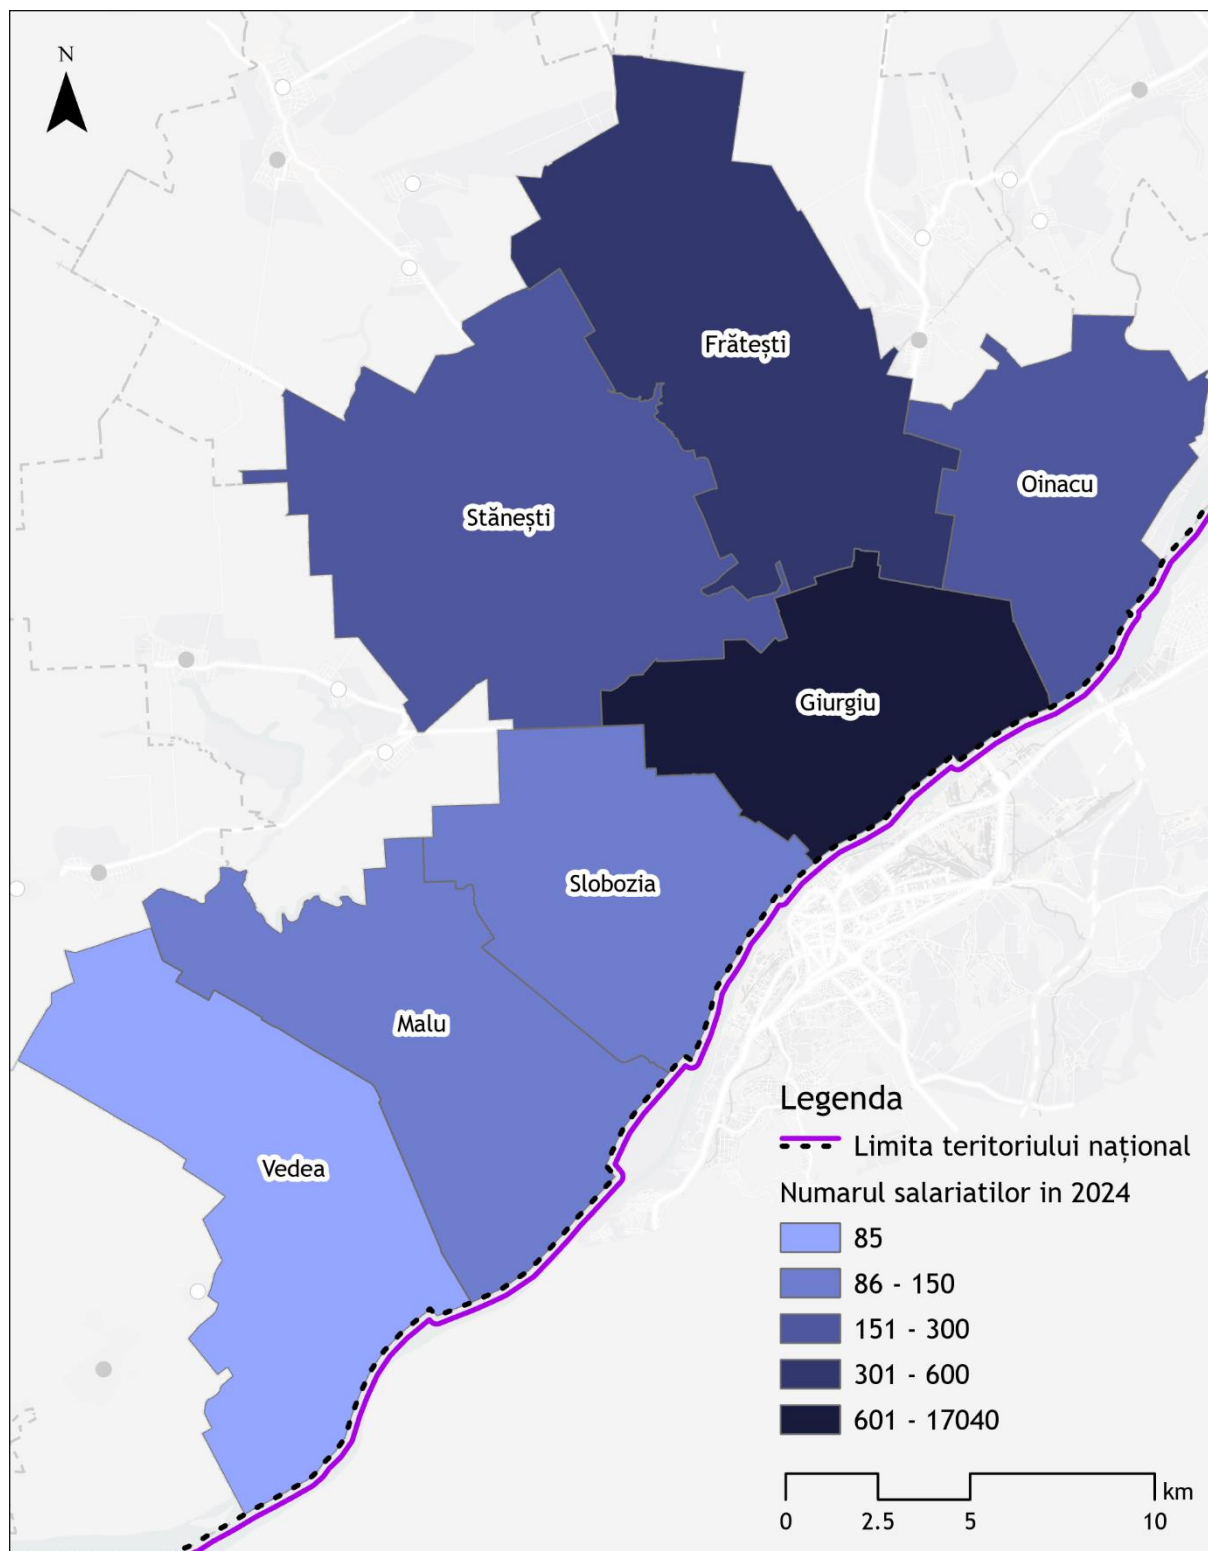 N
Frătești
Oinacu
Stănești
Giurgiu
Slobozia
Malu
Vedea
Legenda
Limita teritoriului național
Numarul salariatilor in 2024
85
86 - 150
151 - 300
301 - 600
601 - 17040
km
0 2.5 5 10